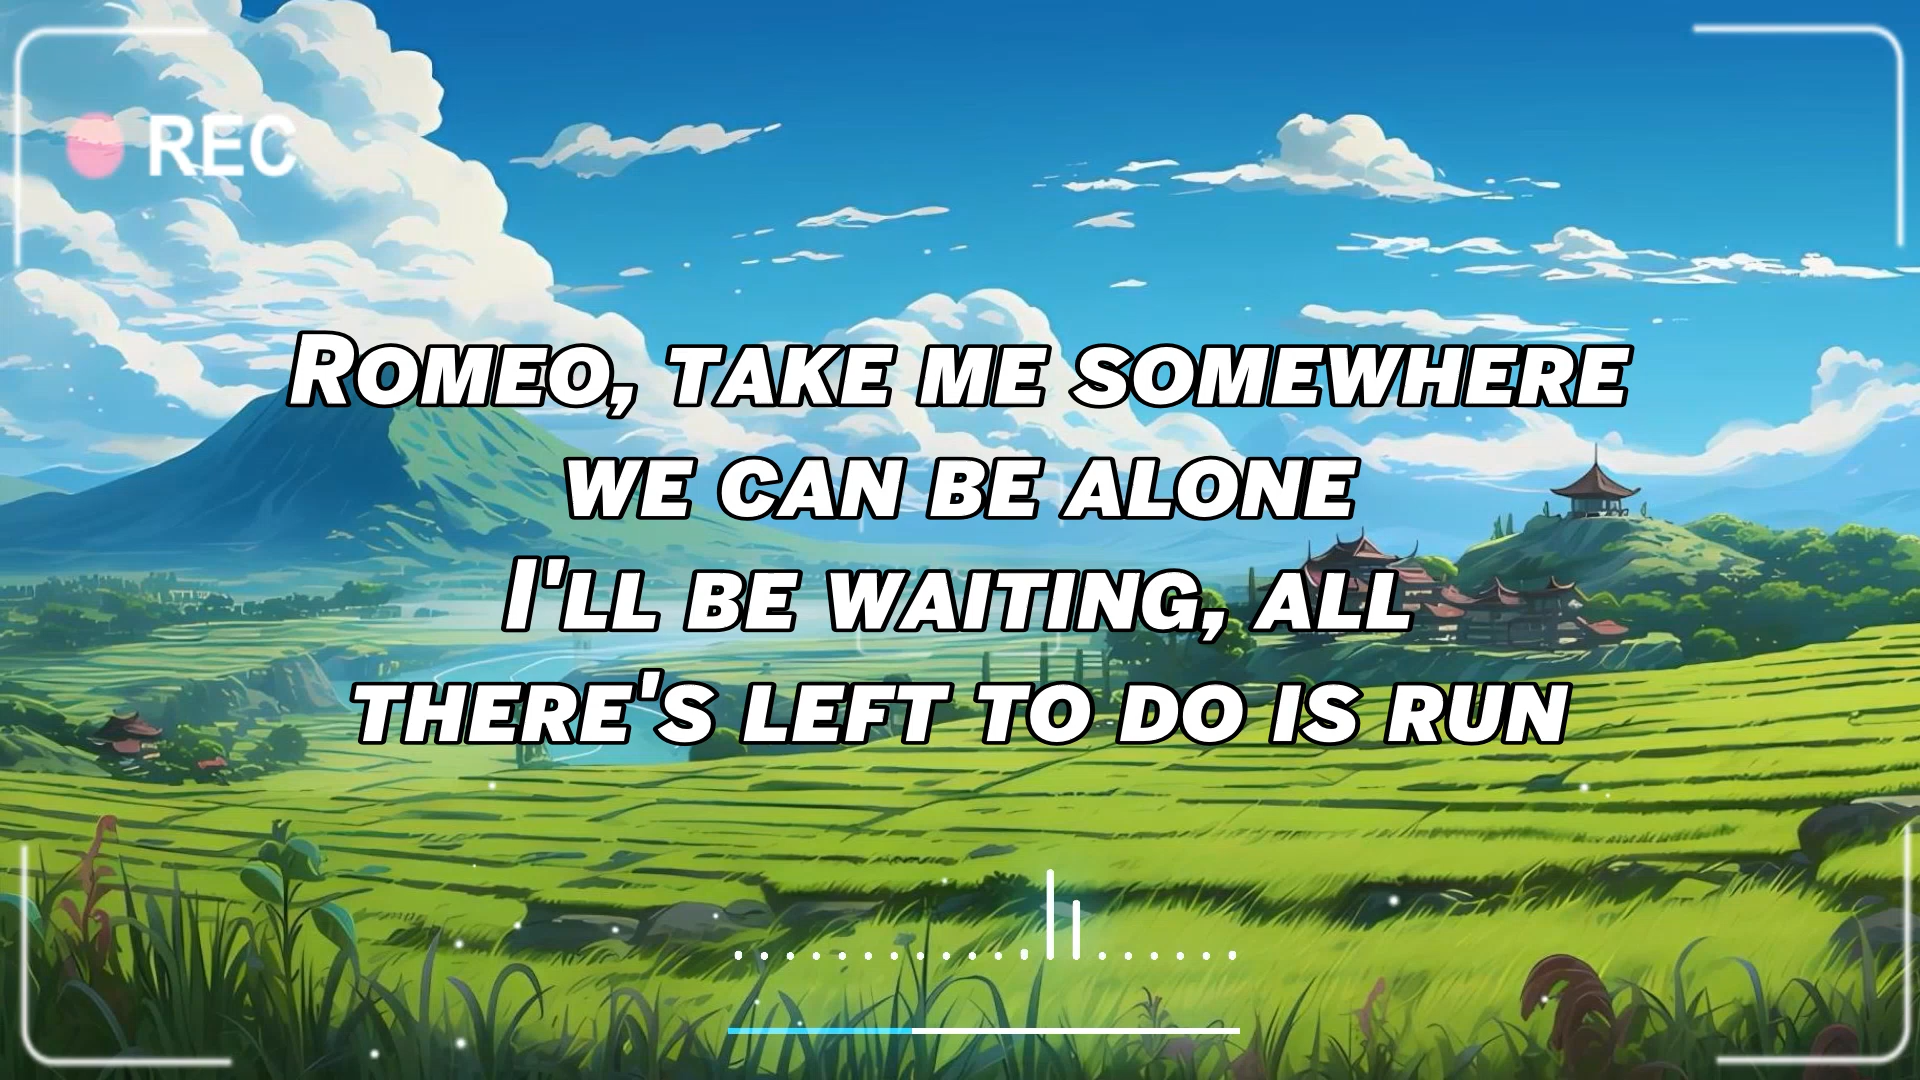 REC
Romeo, take me somewhere
we can be alone
I'll be waiting, all
there's left to do is run